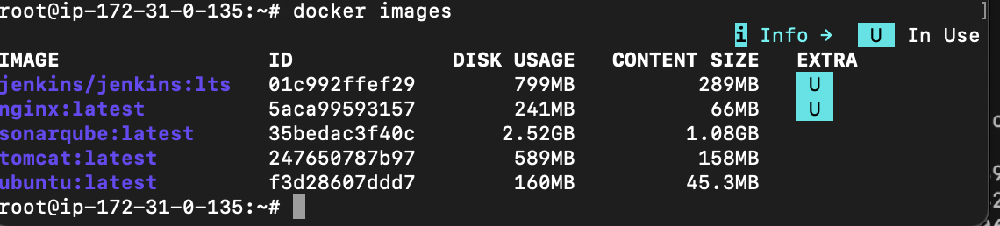 root@ip-172-31-0-135:~# docker images ]
i Info → U In Use
IMAGE ID DISK USAGE CONTENT SIZE EXTRA
jenkins/jenkins:lts 01c992ffef29 799MB 289MB U
nginx:latest 5aca99593157 241MB 66MB U
sonarqube:latest 35bedac3f40c 2.52GB 1.08GB
tomcat:latest 247650787b97 589MB 158MB
ubuntu:latest f3d28607ddd7 160MB 45.3MB
root@ip-172-31-0-135:~#